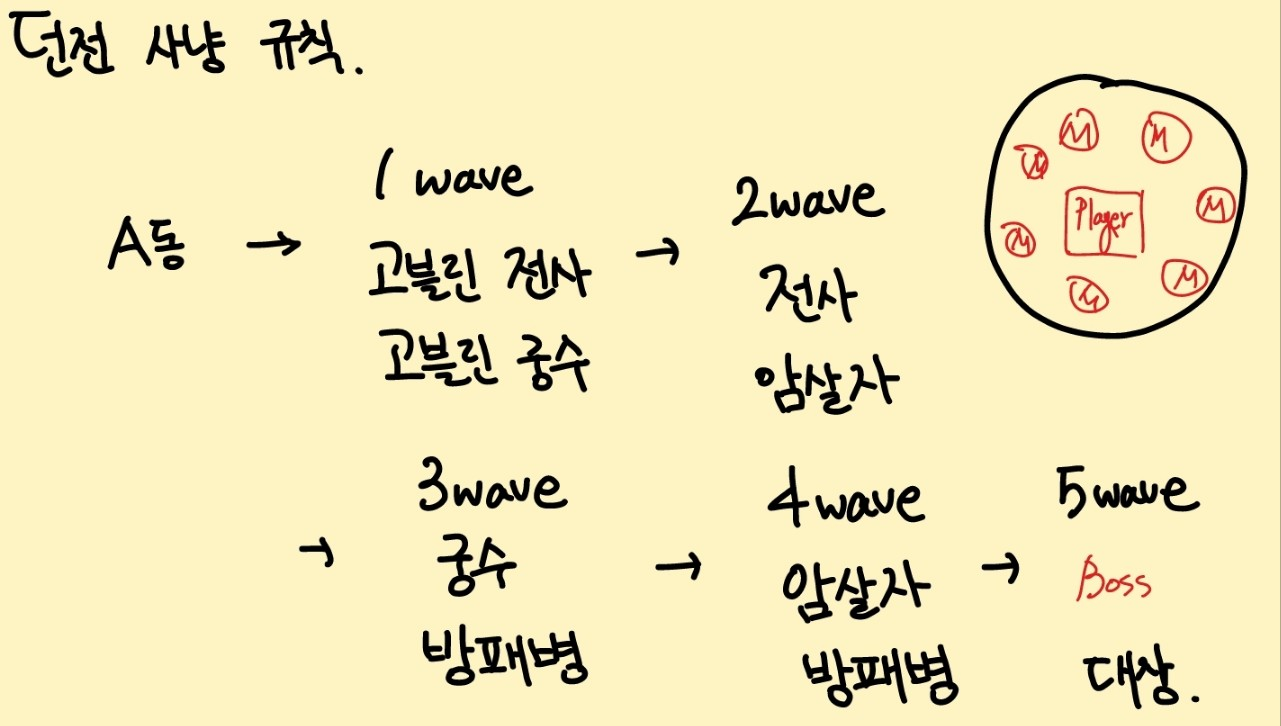 던전 사냥 규칙.
A동 →
1 wave
고블린 전사
고블린 궁수
→
2wave
전사
암살자
M M
M M
M M
M
Player
→
3wave
궁수
방패병
→
4wave
암살자
방패병
→
5wave
Boss
대상.